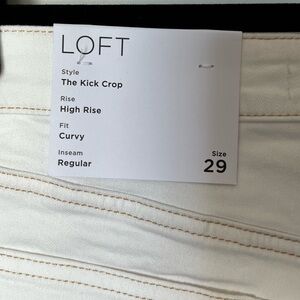 LOFT
Style
The Kick Crop
Rise
High Rise
Fit
Curvy
Inseam
Regular
Size
29